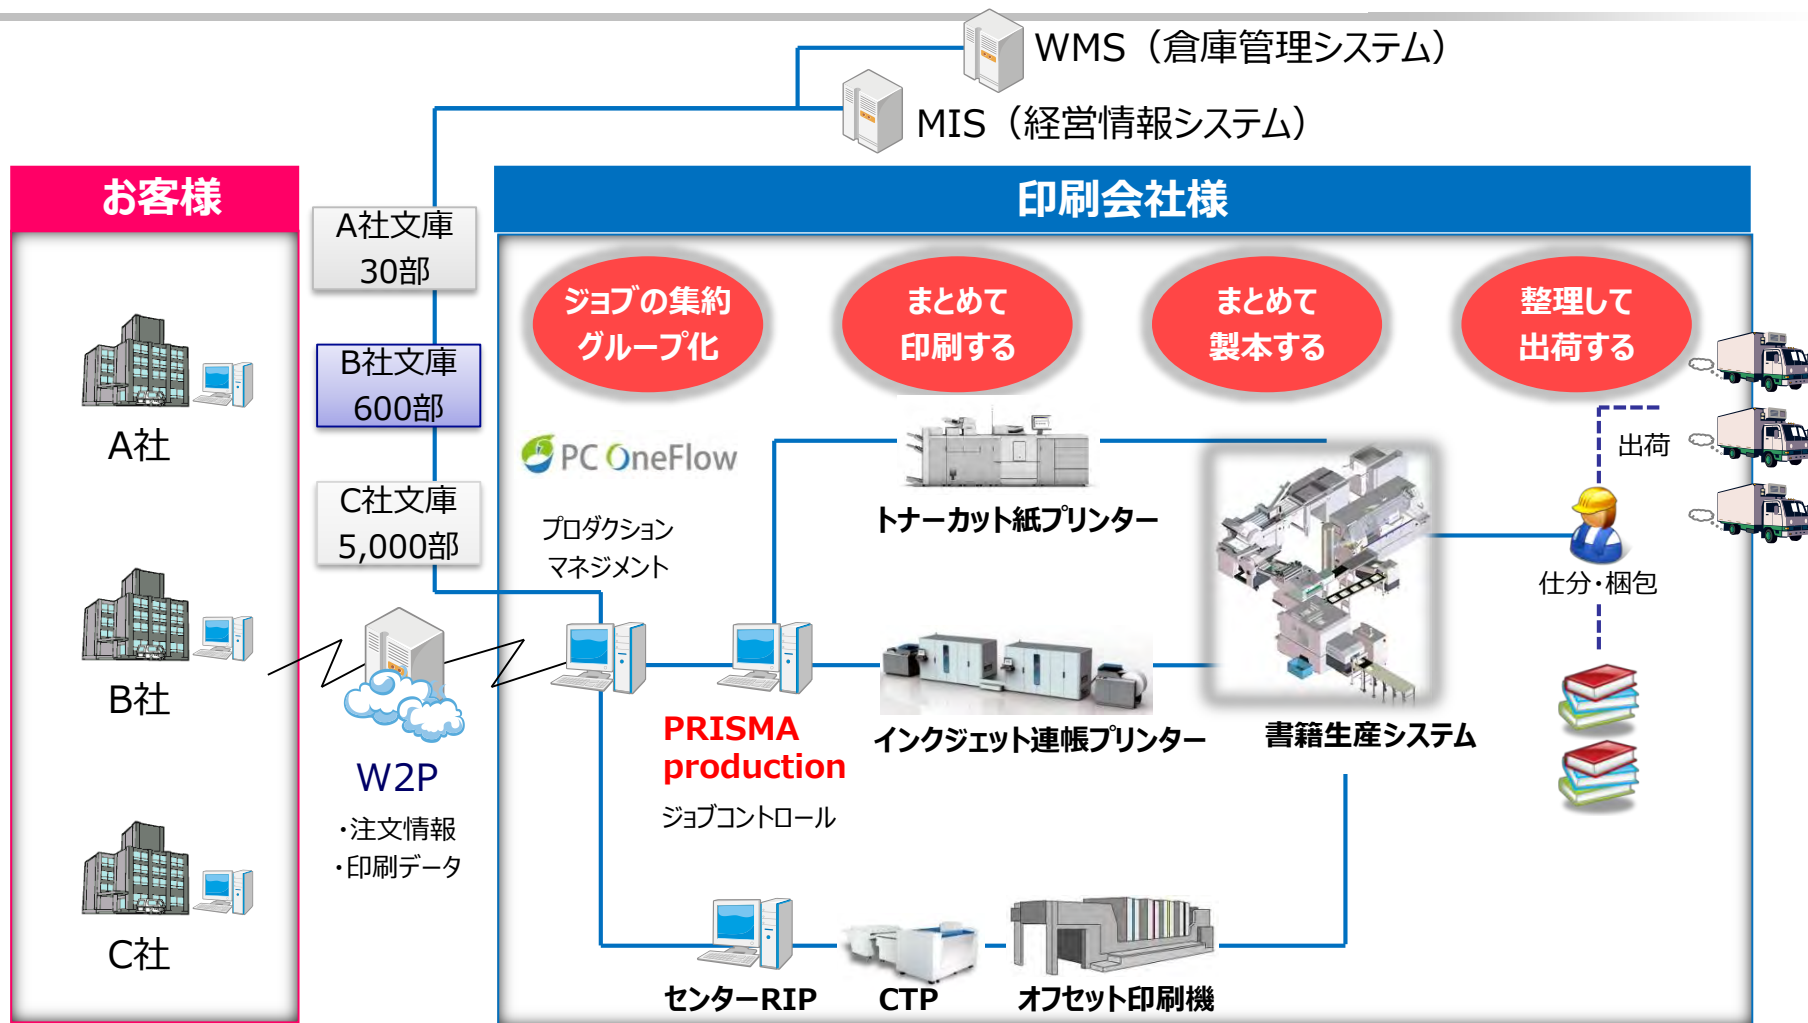 WMS（倉庫管理システム）
MIS（経営情報システム）
お客様
印刷会社様
A社文庫
30部
B社文庫
600部
C社文庫
5,000部
A社
B社
C社
W2P
・注文情報
・印刷データ
ジョブの集約
グループ化
まとめて
印刷する
まとめて
製本する
整理して
出荷する
PC OneFlow
プロダクション
マネジメント
トナーカット紙プリンター
出荷
仕分・梱包
PRISMA
production
ジョブコントロール
インクジェット連帳プリンター
書籍生産システム
センターRIP
CTP
オフセット印刷機